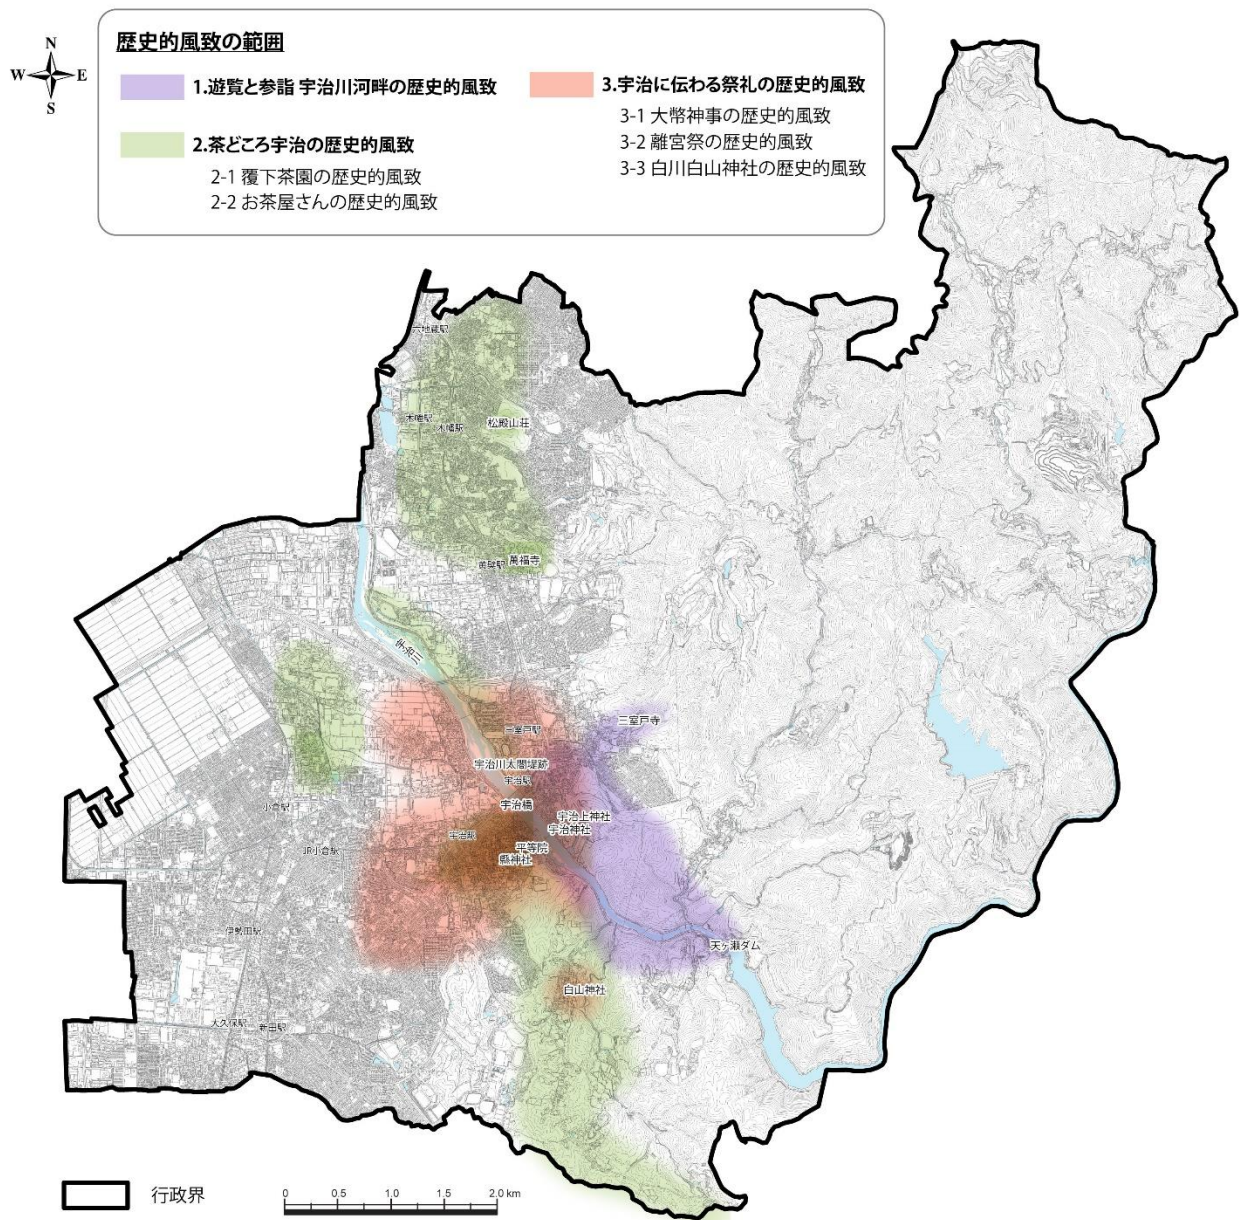 N
W E
S
歴史的風致の範囲
1.遊覧と参詣 宇治川河畔の歴史的風致
2.茶どころ宇治の歴史的風致
2-1 覆下茶園の歴史的風致
2-2 お茶屋さんの歴史的風致
3.宇治に伝わる祭礼の歴史的風致
3-1 大幣神事の歴史的風致
3-2 離宮祭の歴史的風致
3-3 白川白山神社の歴史的風致
六地蔵駅
木幡駅
木幡駅
松殿山荘
黄檗駅
萬福寺
宇治川
三室戸寺
三室戸駅
宇治川太閤堤跡
宇治駅
宇治橋
宇治上神社
宇治神社
宇治駅
平等院
縣神社
小倉駅
JR小倉駅
伊勢田駅
天ヶ瀬ダム
白山神社
大久保駅
新田駅
行政界
0 0.5 1.0 1.5 2.0 km